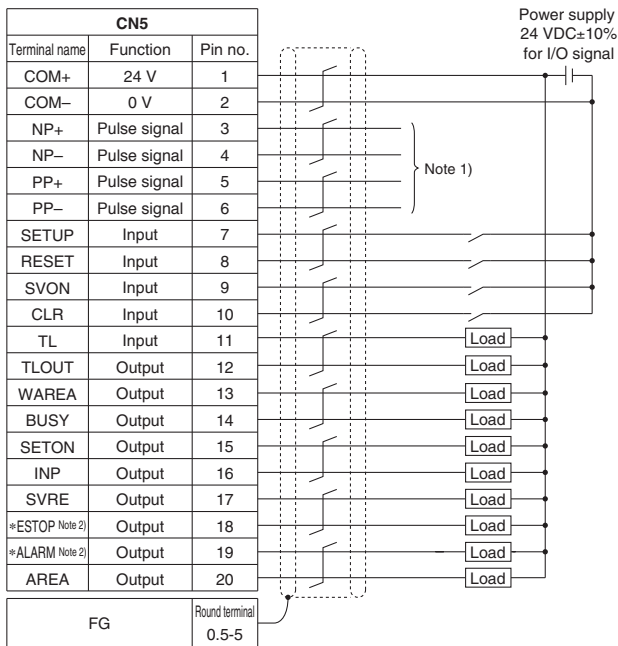 CN5
Power supply
24 VDC±10%
for I/O signal
Terminal name Function Pin no.
COM+ 24 V 1
COM– 0 V 2
NP+ Pulse signal 3
NP– Pulse signal 4
Note 1)
PP+ Pulse signal 5
PP– Pulse signal 6
SETUP Input 7
RESET Input 8
SVON Input 9
CLR Input 10
TL Input 11 Load
TLOUT Output 12 Load
WAREA Output 13 Load
BUSY Output 14 Load
SETON Output 15 Load
INP Output 16 Load
SVRE Output 17 Load
*ESTOP Note 2) Output 18 Load
*ALARM Note 2) Output 19 Load
AREA Output 20 Load
FG Round terminal
0.5-5